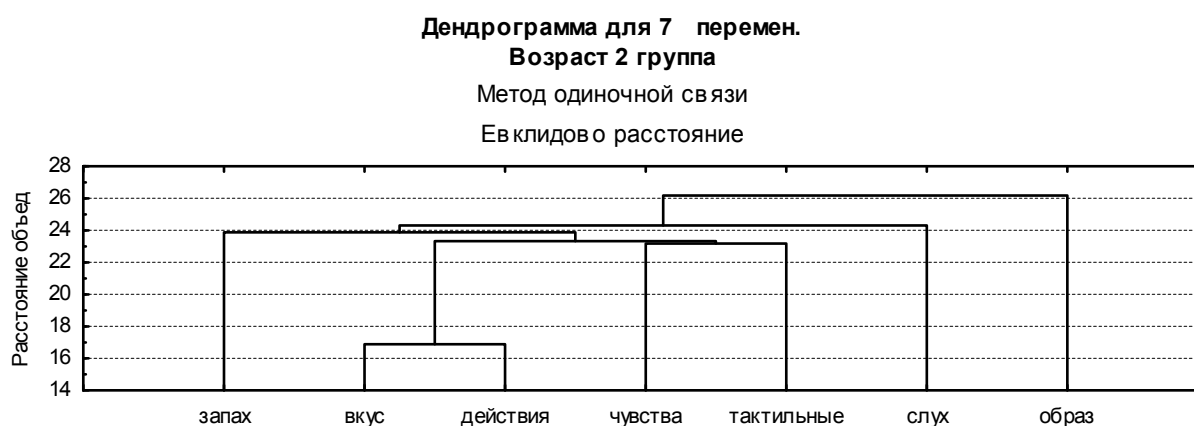 Дендрограмма для 7 перемен.
Возраст 2 группа
Метод одиночной связи
Евклидово расстояние
Расстояние объед
28
26
24
22
20
18
16
14
запах вкус действия чувства тактильные слух образ